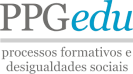 PPGedu
processos formativos e
desigualdades sociais